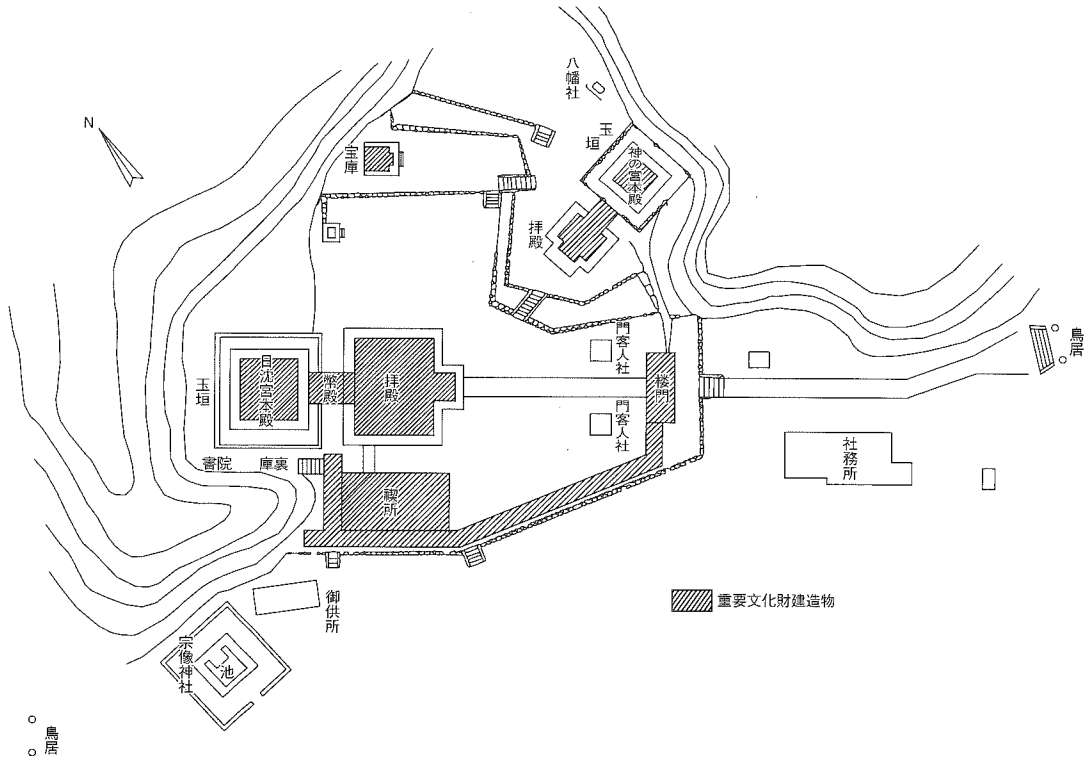 N
八幡社
玉垣
神の宮本殿
宝庫
拝殿
門客人社
鳥居
玉垣
日沈宮本殿
幣殿
拝殿
楼門
門客人社
社務所
書院
庫裏
禊所
御供所
重要文化財建造物
宗像神社
池
鳥居